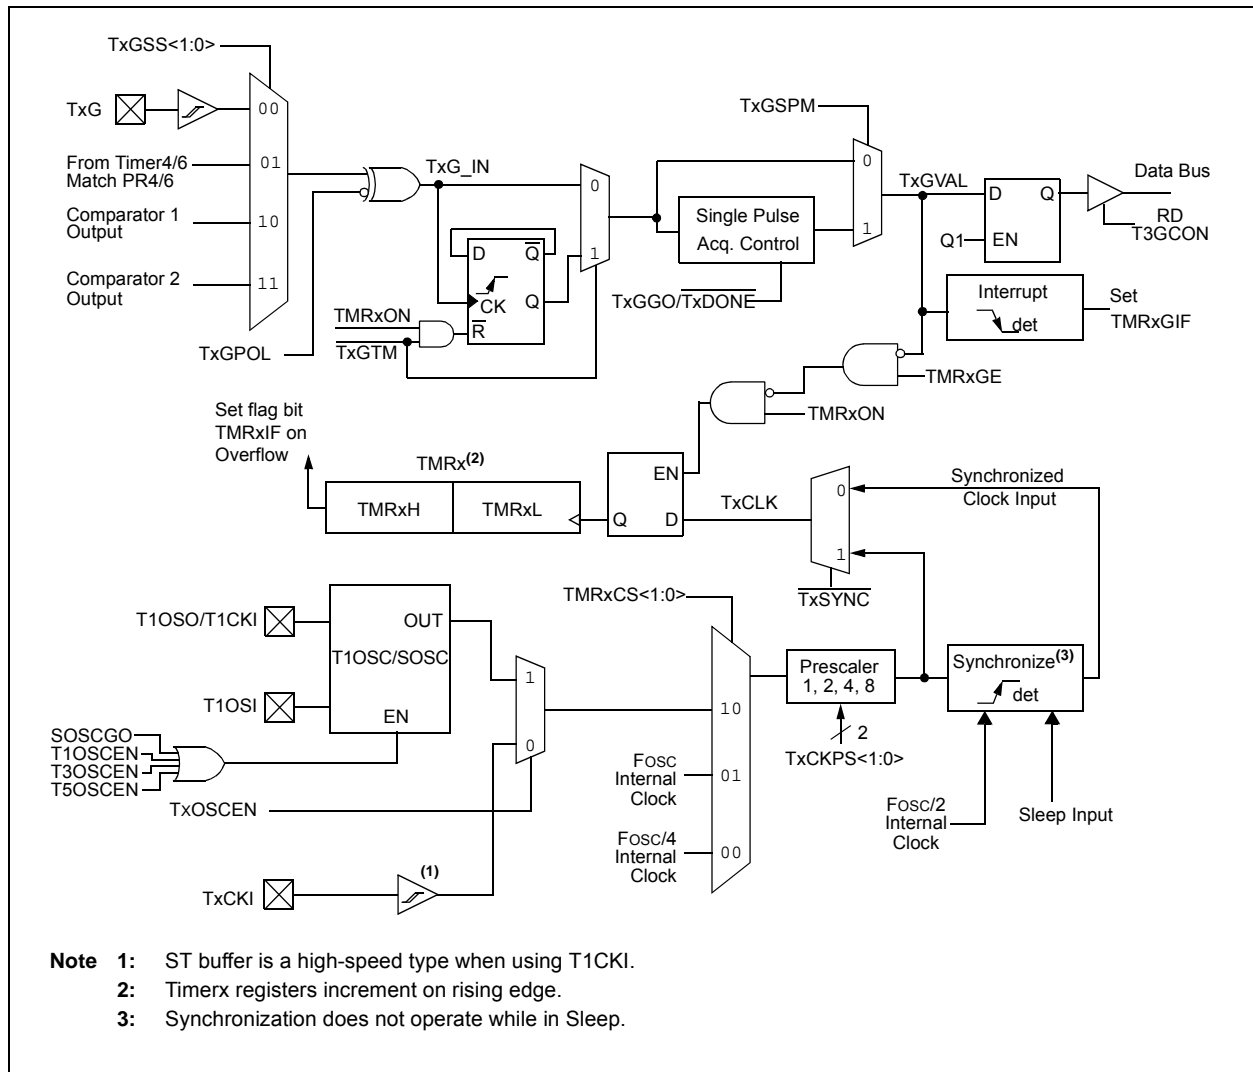 TxGSS<1:0>
TxG
00
From Timer4/6
Match PR4/6
01
Comparator 1
Output
10
Comparator 2
Output
11
TxGPOL
TxG_IN
D
Q
CK
Q
R
TMRxON
TxGTM
0
1
Single Pulse
Acq. Control
TxGGO/TxDONE
TxGSPM
0
1
TxGVAL
D
Q
Q1
EN
Data Bus
RD
T3GCON
Interrupt
det
Set
TMRxGIF
TMRxGE
TMRxON
Set flag bit
TMRxIF on
Overflow
TMRx(2)
TMRxH
TMRxL
EN
Q
D
TxCLK
0
1
TxSYNC
Synchronized
Clock Input
T1OSO/T1CKI
OUT
T1OSC/SOSC
T1OSI
EN
SOSCGO
T1OSCEN
T3OSCEN
T5OSCEN
TxOSCEN
1
0
TxCKI
(1)
TMRxCS<1:0>
10
FOSC
Internal
Clock
01
FOSC/4
Internal
Clock
00
Prescaler
1, 2, 4, 8
2
TxCKPS<1:0>
Synchronize(3)
det
FOSC/2
Internal
Clock
Sleep Input
Note 1: ST buffer is a high-speed type when using T1CKI.
2: Timerx registers increment on rising edge.
3: Synchronization does not operate while in Sleep.